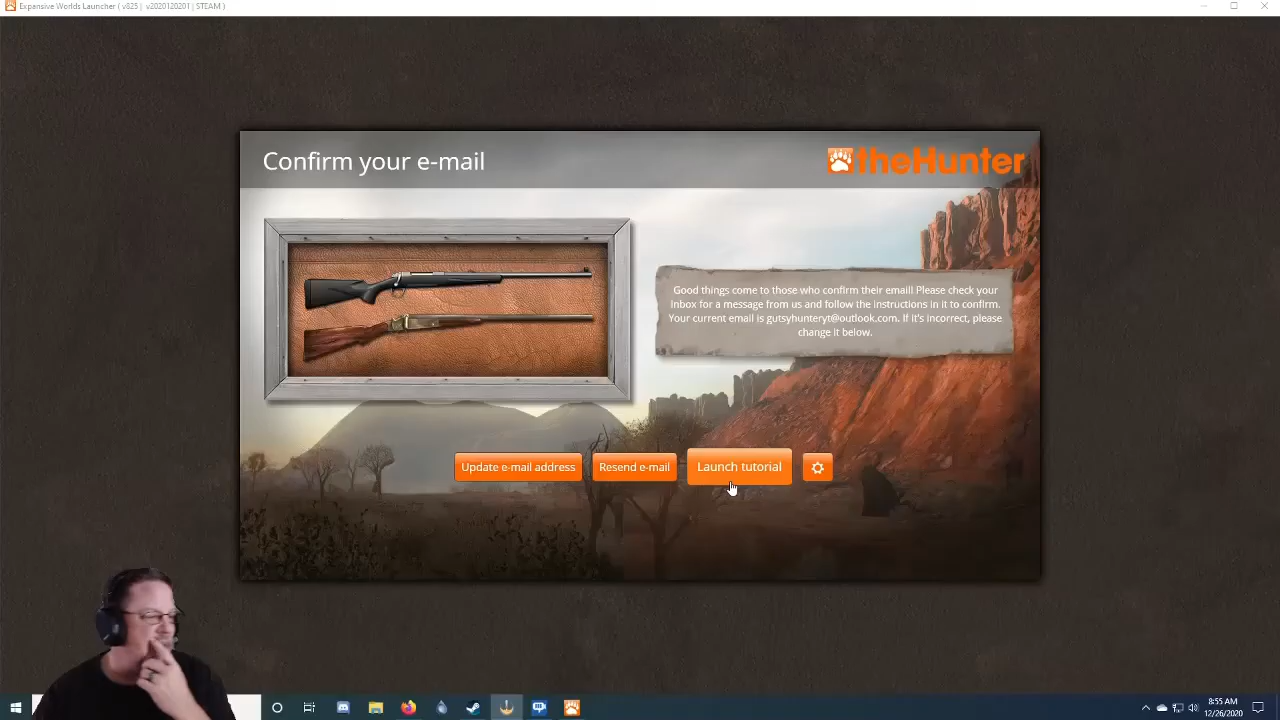 Expansive Worlds Launcher ( v825 | v2020120201 | STEAM )
Confirm your e-mail
theHunter
Good things come to those who confirm their email! Please check your
inbox for a message from us and follow the instructions in it to confirm.
Your current email is gutsyhunteryt@outlook.com. If it's incorrect, please
change it below.
Update e-mail address
Resend e-mail
Launch tutorial
8:55 AM
12/26/2020